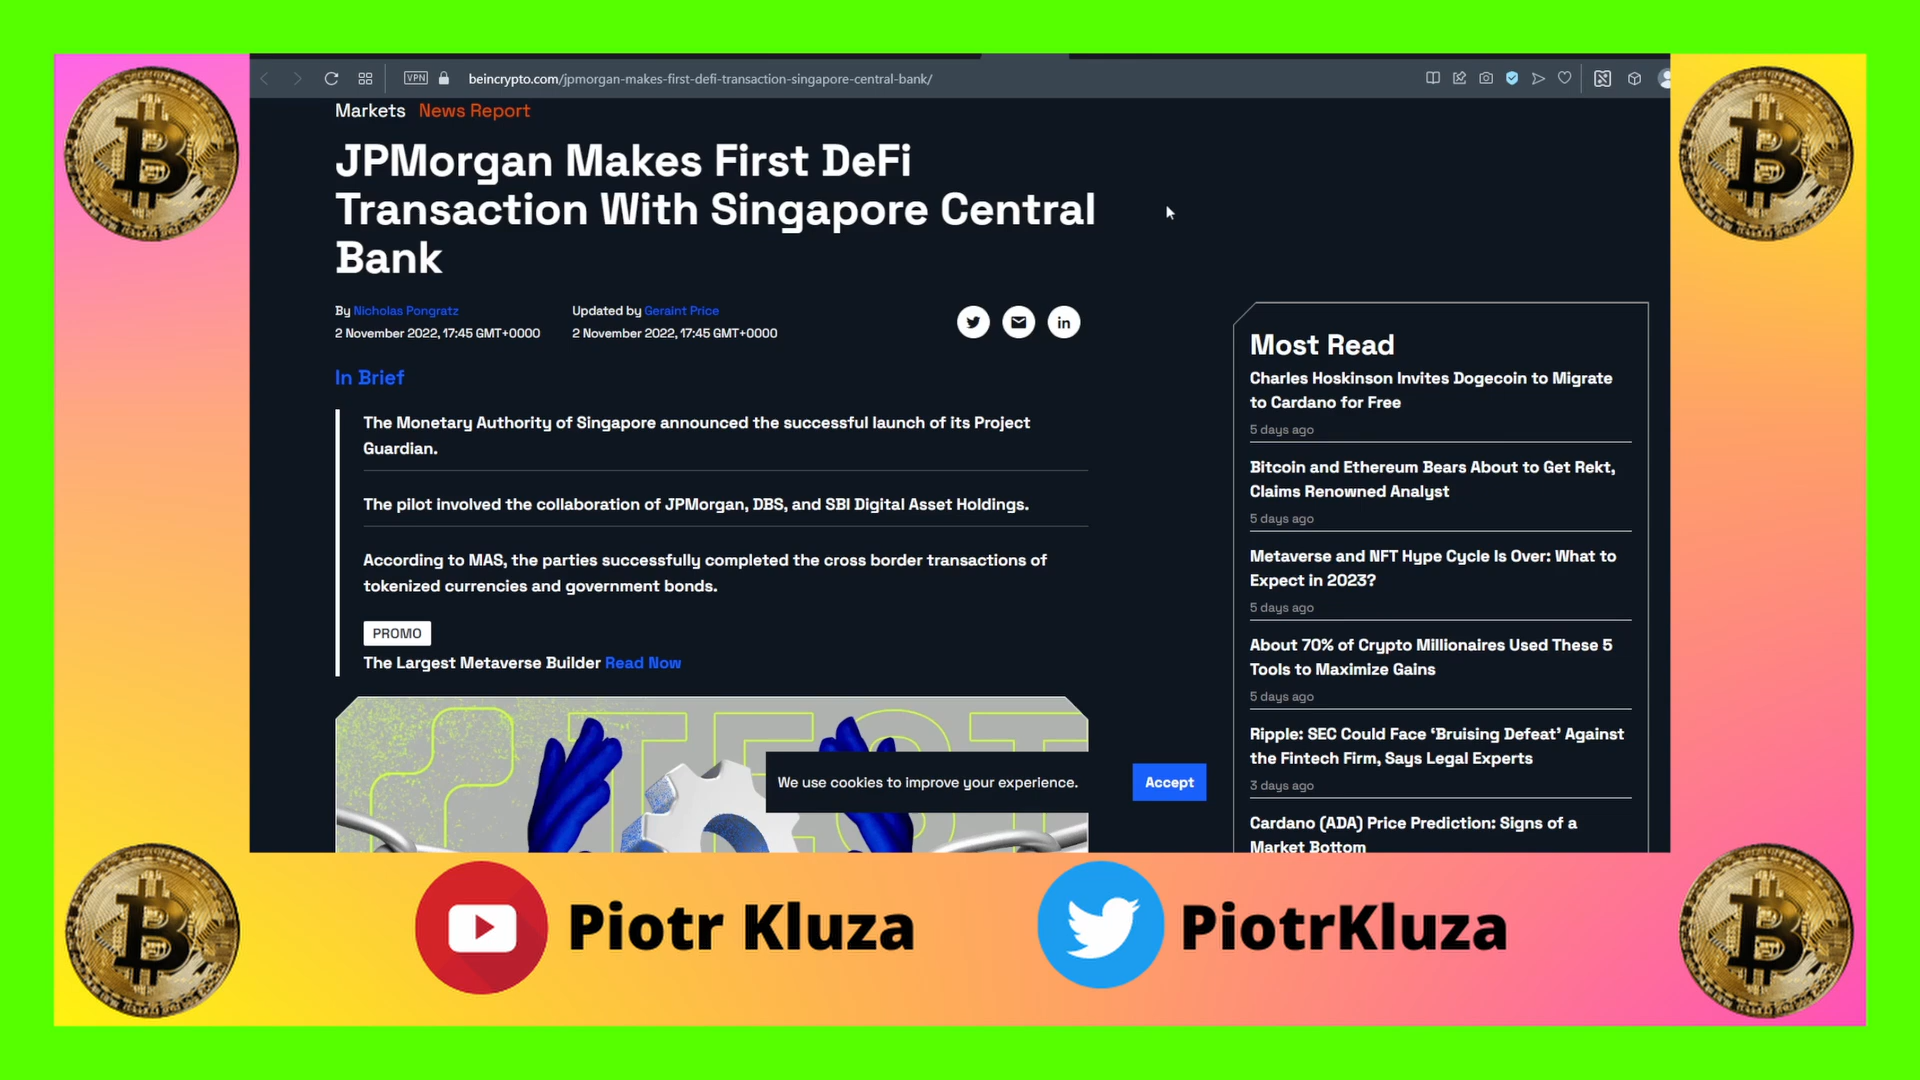 VPN beincrypto.com/jpmorgan-makes-first-defi-transaction-singapore-central-bank/
Markets News Report
JPMorgan Makes First DeFi
Transaction With Singapore Central
Bank
By Nicholas Pongratz
2 November 2022, 17:45 GMT+0000
Updated by Geraint Price
2 November 2022, 17:45 GMT+0000
in
In Brief
The Monetary Authority of Singapore announced the successful launch of its Project
Guardian.
The pilot involved the collaboration of JPMorgan, DBS, and SBI Digital Asset Holdings.
According to MAS, the parties successfully completed the cross border transactions of
tokenized currencies and government bonds.
PROMO
The Largest Metaverse Builder Read Now
TEST
We use cookies to improve your experience.
Accept
Most Read
Charles Hoskinson Invites Dogecoin to Migrate
to Cardano for Free
5 days ago
Bitcoin and Ethereum Bears About to Get Rekt,
Claims Renowned Analyst
5 days ago
Metaverse and NFT Hype Cycle Is Over: What to
Expect in 2023?
5 days ago
About 70% of Crypto Millionaires Used These 5
Tools to Maximize Gains
5 days ago
Ripple: SEC Could Face ‘Bruising Defeat’ Against
the Fintech Firm, Says Legal Experts
3 days ago
Cardano (ADA) Price Prediction: Signs of a
Market Bottom
Piotr Kluza
PiotrKluza